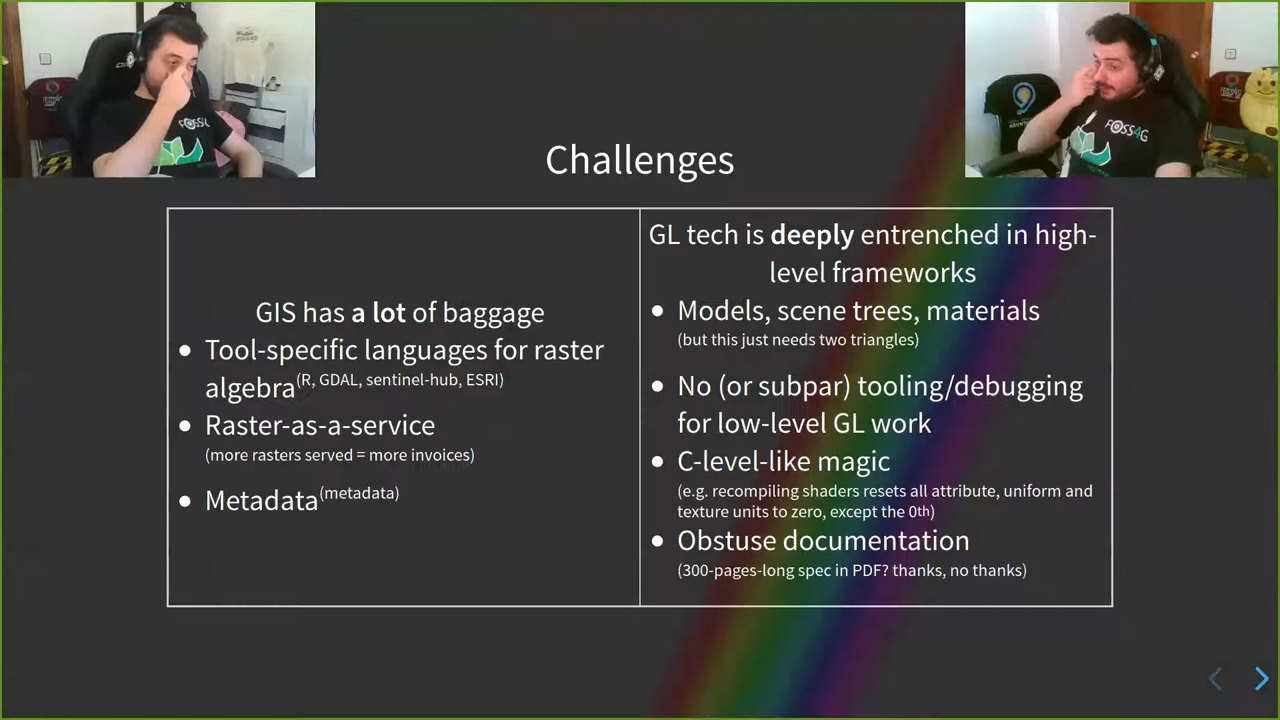 FOSS4G
FOSS4G
Challenges
GIS has a lot of baggage
• Tool-specific languages for raster
algebra(R, GDAL, sentinel-hub, ESRI)
• Raster-as-a-service
(more rasters served = more invoices)
• Metadata(metadata)
GL tech is deeply entrenched in high-
level frameworks
• Models, scene trees, materials
(but this just needs two triangles)
• No (or subpar) tooling/debugging
for low-level GL work
• C-level-like magic
(e.g. recompiling shaders resets all attribute, uniform and
texture units to zero, except the 0th)
• Obstuse documentation
(300-pages-long spec in PDF? thanks, no thanks)